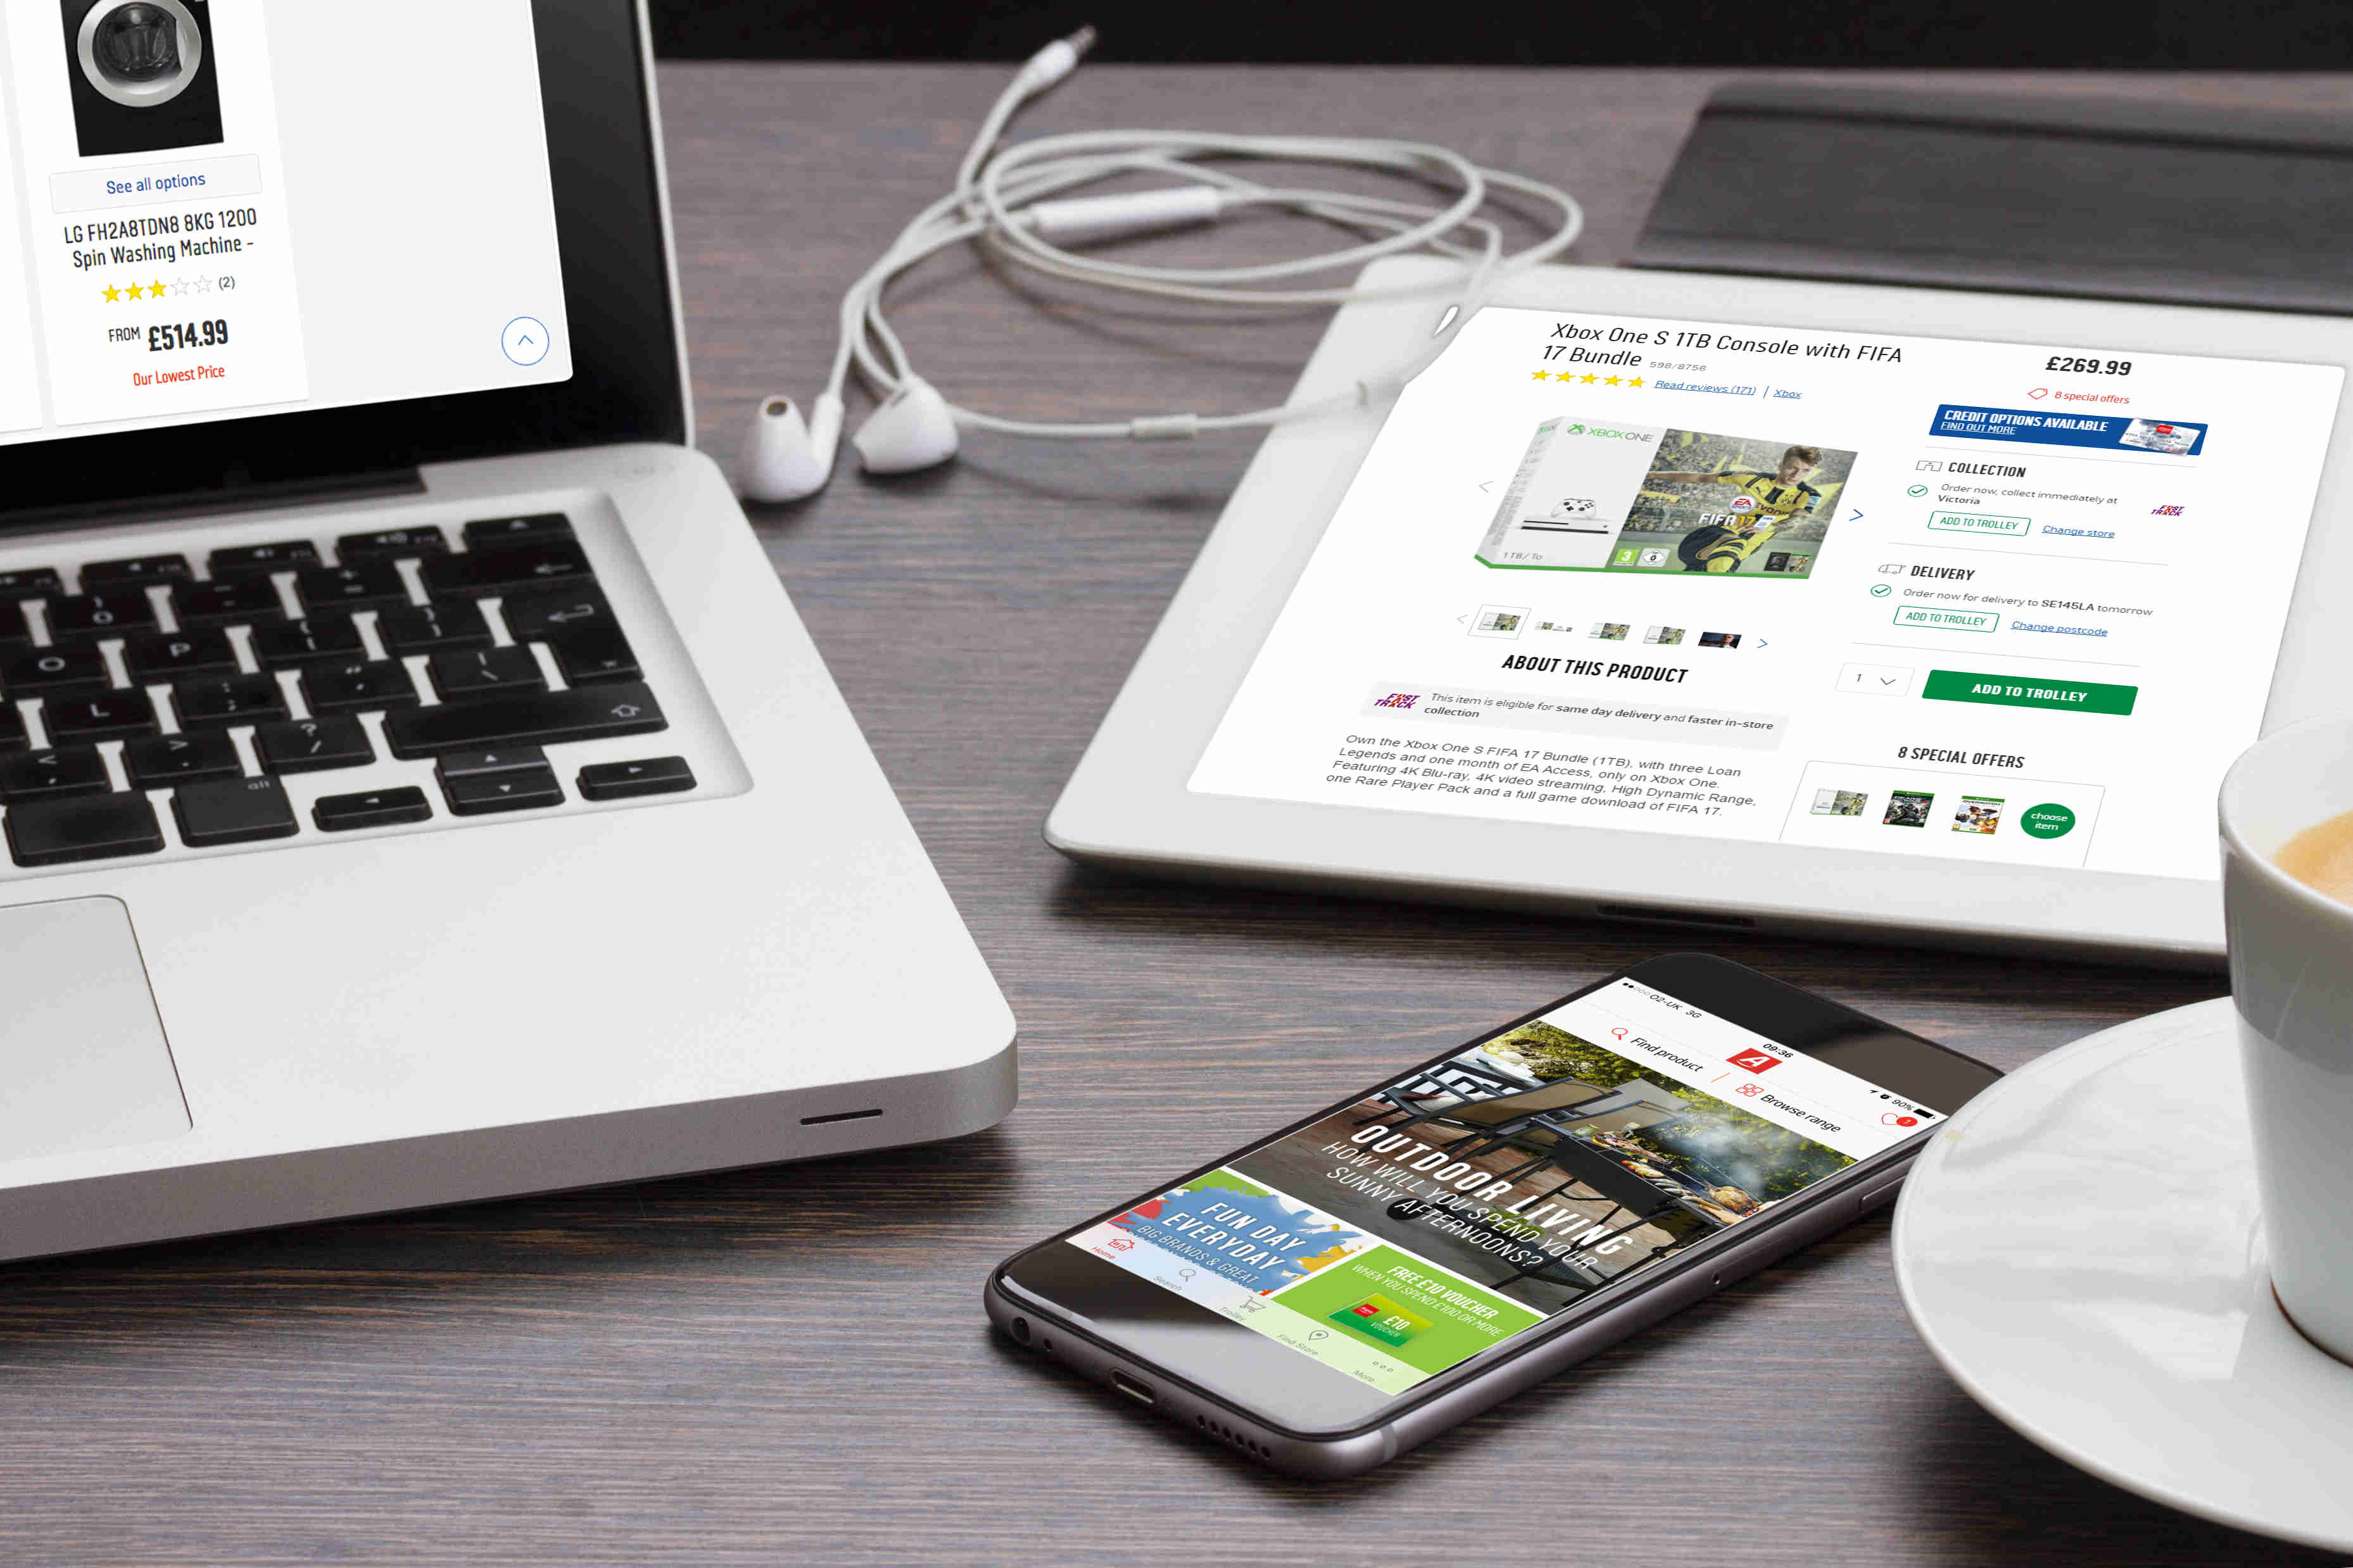 See all options
LG FH2A8TDN8 8KG 1200
Spin Washing Machine -
(2)
FROM £514.99
Our Lowest Price
Xbox One S 1TB Console with FIFA
17 Bundle 598/8756
Read reviews (171) | Xbox
XBOX ONE
EA
FIFA 17
1TB/To
3
0
£269.99
8 special offers
CREDIT OPTIONS AVAILABLE
FIND OUT MORE
COLLECTION
Order now, collect immediately at
Victoria
FAST
TRACK
ADD TO TROLLEY Change store
DELIVERY
Order now for delivery to SE145LA tomorrow
ADD TO TROLLEY Change postcode
1
ADD TO TROLLEY
ABOUT THIS PRODUCT
FAST
TRACK
This item is eligible for same day delivery and faster in-store
collection
Own the Xbox One S FIFA 17 Bundle (1TB), with three Loan
Legends and one month of EA Access, only on Xbox One.
Featuring 4K Blu-ray, 4K video streaming, High Dynamic Range,
one Rare Player Pack and a full game download of FIFA 17.
8 SPECIAL OFFERS
choose
item
O2-UK 3G
09:36
90%
Find product
A
Browse range
1
OUTDOOR LIVING
HOW WILL YOU SPEND YOUR
SUNNY AFTERNOONS?
FUN DAY
EVERYDAY
BIG BRANDS & GREAT
FREE £10 VOUCHER
WHEN YOU SPEND £100 OR MORE
£10
VOUCHER
Home
Search
Trolley
Find Store
More
O
P
L
alt